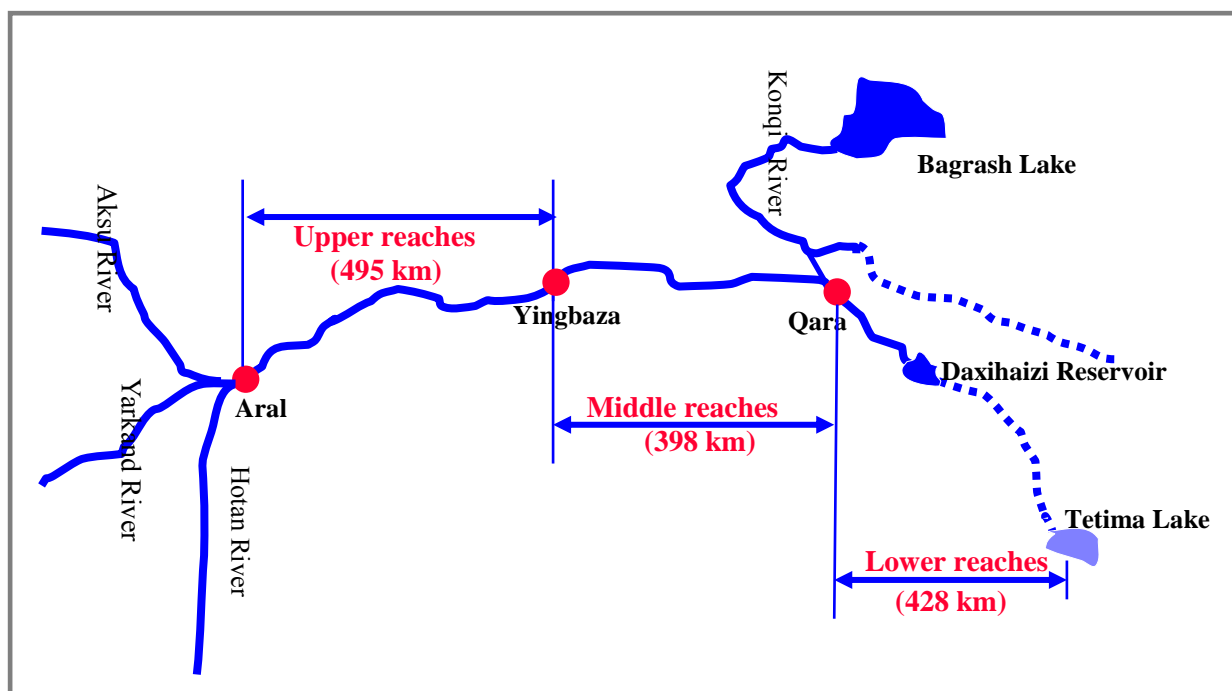 Konqi River
Bagrash Lake
Aksu River
Upper reaches
(495 km)
Yingbaza
Qara
Daxihaizi Reservoir
Aral
Yarkand River
Middle reaches
(398 km)
Hotan River
Tetima Lake
Lower reaches
(428 km)